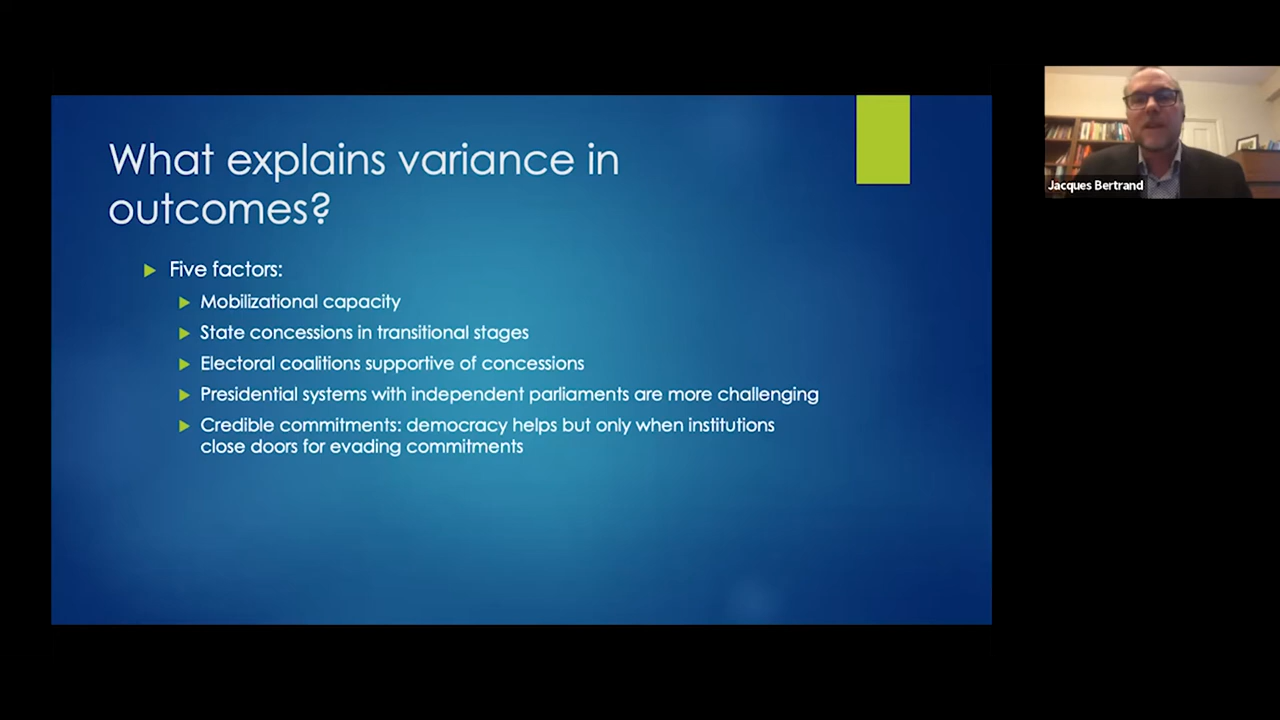 What explains variance in
outcomes?
Five factors:
Mobilizational capacity
State concessions in transitional stages
Electoral coalitions supportive of concessions
Presidential systems with independent parliaments are more challenging
Credible commitments: democracy helps but only when institutions
close doors for evading commitments
Jacques Bertrand